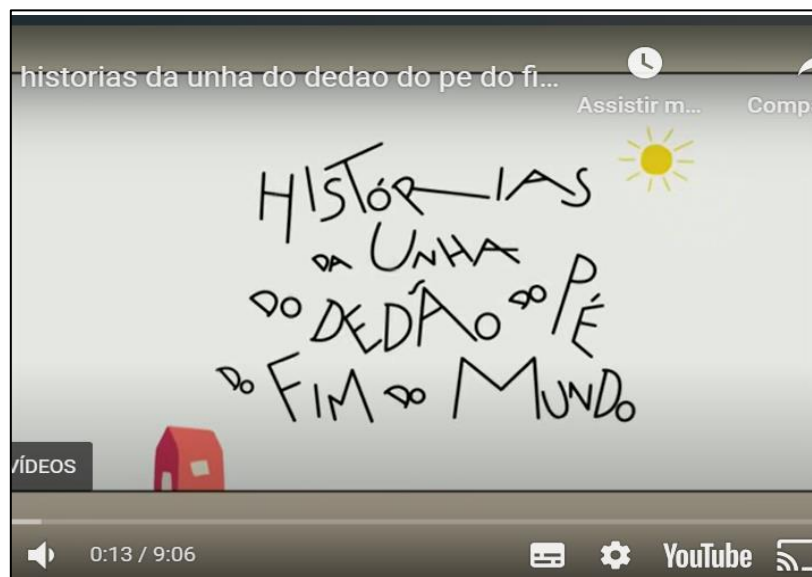 historias da unha do dedao do pe do fi...
Assistir m...
Comp
HISTÓRIAS
DA UNHA
DO DEDÃO DO PÉ
DO FIM DO MUNDO
VÍDEOS
0:13 / 9:06
YouTube